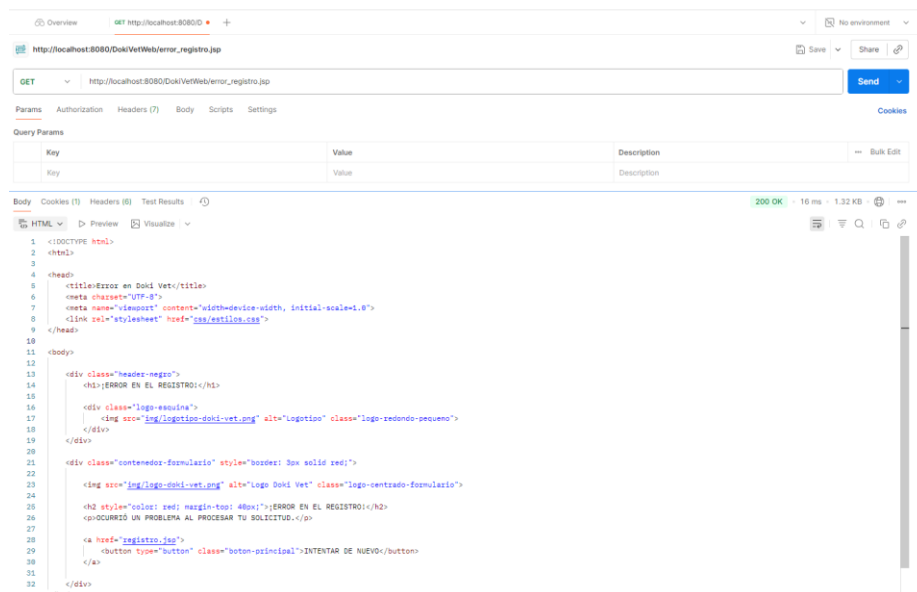 Overview
GET http://localhost:8080/D
No environment
http://localhost:8080/DokiVetWeb/error_registro.jsp
Save
Share
GET
http://localhost:8080/DokiVetWeb/error_registro.jsp
Send
Params Authorization Headers (7) Body Scripts Settings
Cookies
Query Params
Key Value Description Bulk Edit
Key Value Description
Body Cookies (1) Headers (6) Test Results
200 OK 16 ms 1.32 KB
HTML Preview Visualize
1 <!DOCTYPE html>
2 <html>
3
4 <head>
5 <title>Error en Doki Vet</title>
6 <meta charset="UTF-8">
7 <meta name="viewport" content="width=device-width, initial-scale=1.0">
8 <link rel="stylesheet" href="css/estilos.css">
9 </head>
10
11 <body>
12
13 <div class="header-negro">
14 <h1>¡ERROR EN EL REGISTRO!</h1>
15
16 <div class="logo-esquina">
17 <img src="img/logotipo-doki-vet.png" alt="Logotipo" class="logo-redondo-pequeno">
18 </div>
19 </div>
20
21 <div class="contenedor-formulario" style="border: 3px solid red;">
22
23 <img src="img/logo-doki-vet.png" alt="Logo Doki Vet" class="logo-centrado-formulario">
24
25 <h2 style="color: red; margin-top: 40px;">¡ERROR EN EL REGISTRO!</h2>
26 <p>OCURRIÓ UN PROBLEMA AL PROCESAR TU SOLICITUD.</p>
27
28 <a href="registro.jsp">
29 <button type="button" class="boton-principal">INTENTAR DE NUEVO</button>
30 </a>
31
32 </div>